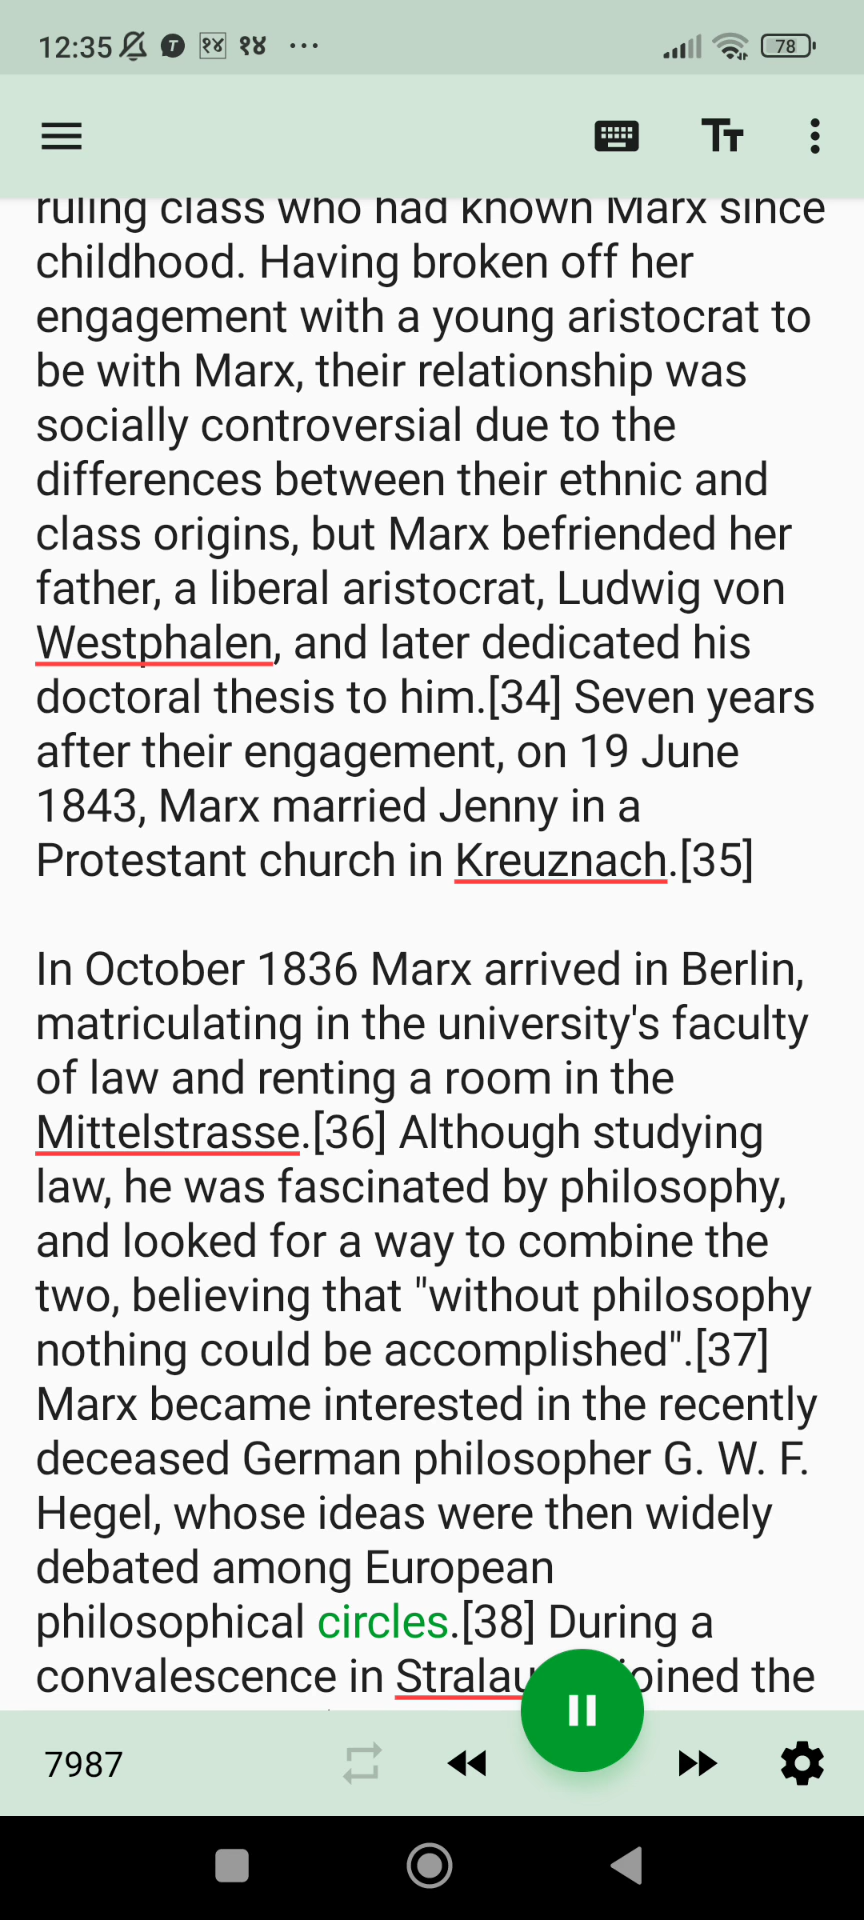 12:35 T १४ १४ ... 78
TT
ruling class who had known Marx since
childhood. Having broken off her
engagement with a young aristocrat to
be with Marx, their relationship was
socially controversial due to the
differences between their ethnic and
class origins, but Marx befriended her
father, a liberal aristocrat, Ludwig von
Westphalen, and later dedicated his
doctoral thesis to him.[34] Seven years
after their engagement, on 19 June
1843, Marx married Jenny in a
Protestant church in Kreuznach.[35]
In October 1836 Marx arrived in Berlin,
matriculating in the university's faculty
of law and renting a room in the
Mittelstrasse.[36] Although studying
law, he was fascinated by philosophy,
and looked for a way to combine the
two, believing that "without philosophy
nothing could be accomplished".[37]
Marx became interested in the recently
deceased German philosopher G. W. F.
Hegel, whose ideas were then widely
debated among European
philosophical circles.[38] During a
convalescence in Stralau joined the
7987